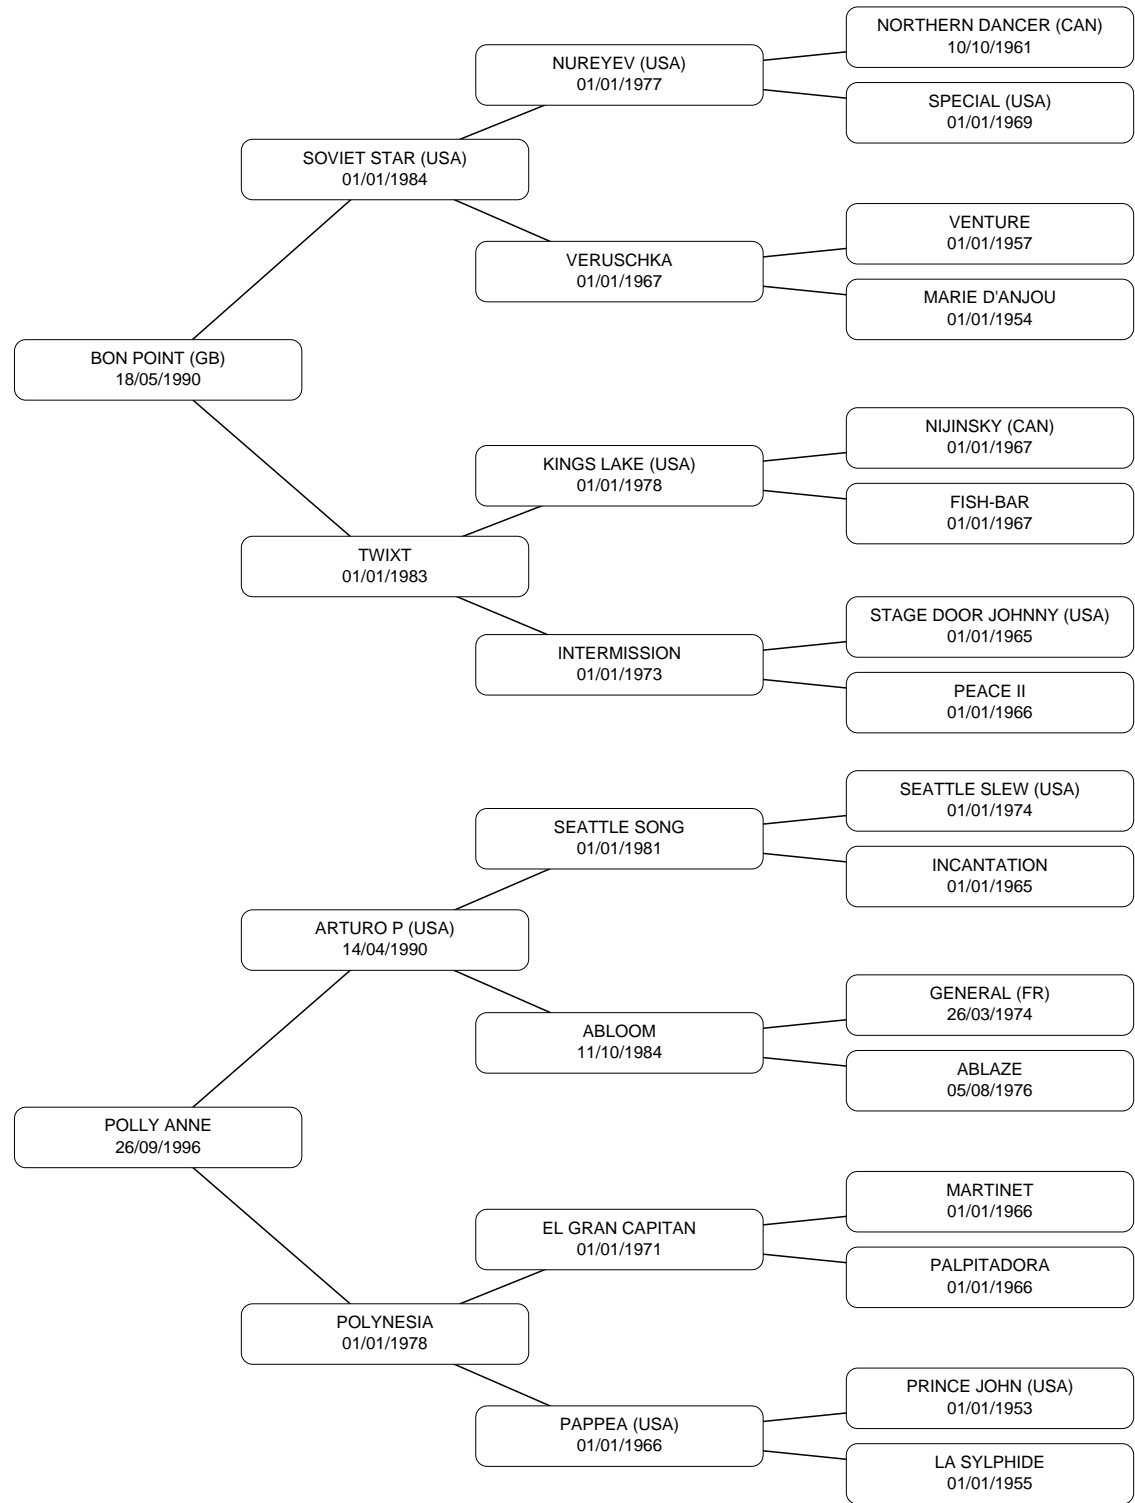 NORTHERN DANCER (CAN)
10/10/1961
NUREYEV (USA)
01/01/1977
SPECIAL (USA)
01/01/1969
SOVIET STAR (USA)
01/01/1984
VENTURE
01/01/1957
VERUSCHKA
01/01/1967
MARIE D'ANJOU
01/01/1954
BON POINT (GB)
18/05/1990
NIJINSKY (CAN)
01/01/1967
KINGS LAKE (USA)
01/01/1978
FISH-BAR
01/01/1967
TWIXT
01/01/1983
STAGE DOOR JOHNNY (USA)
01/01/1965
INTERMISSION
01/01/1973
PEACE II
01/01/1966
SEATTLE SLEW (USA)
01/01/1974
SEATTLE SONG
01/01/1981
INCANTATION
01/01/1965
ARTURO P (USA)
14/04/1990
GENERAL (FR)
26/03/1974
ABLOOM
11/10/1984
ABLAZE
05/08/1976
POLLY ANNE
26/09/1996
MARTINET
01/01/1966
EL GRAN CAPITAN
01/01/1971
PALPITADORA
01/01/1966
POLYNESIA
01/01/1978
PRINCE JOHN (USA)
01/01/1953
PAPPEA (USA)
01/01/1966
LA SYLPHIDE
01/01/1955